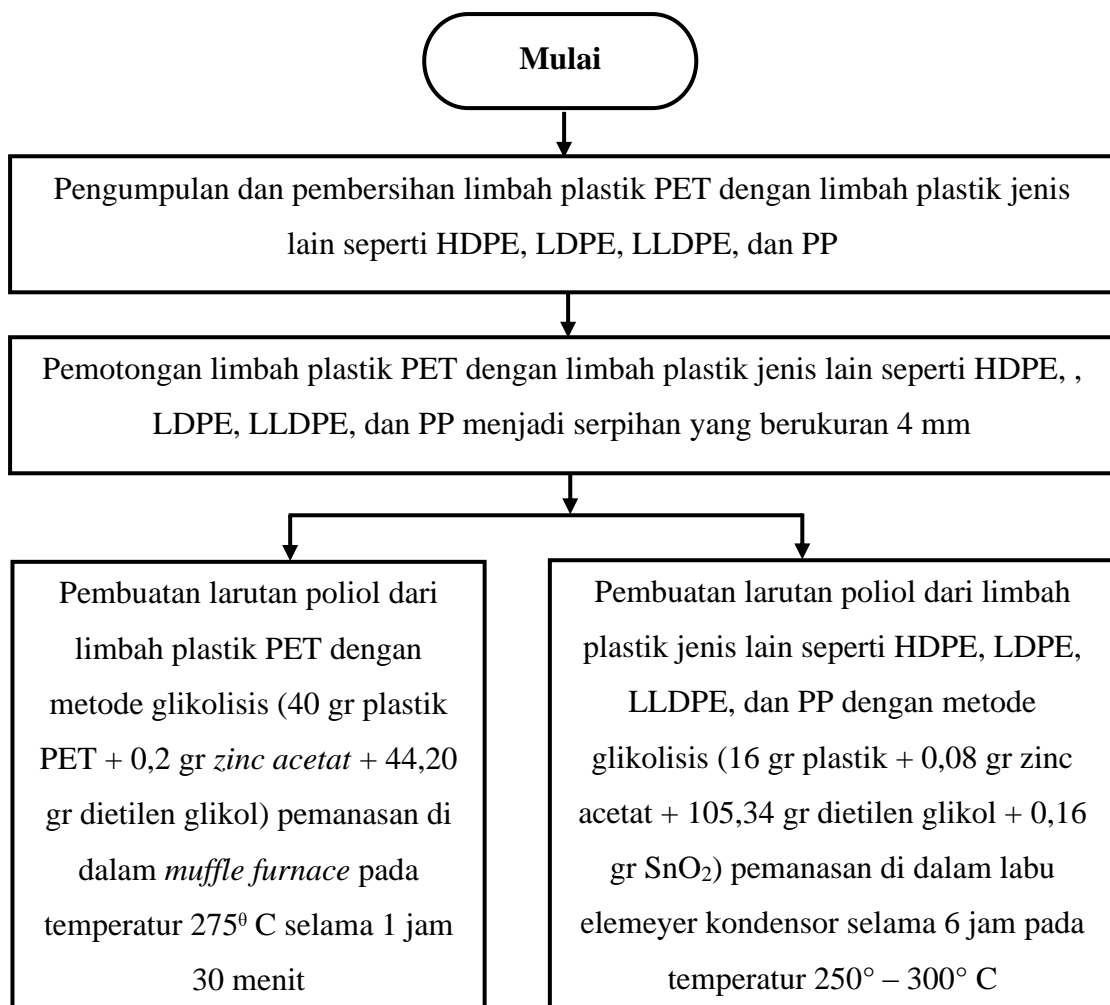 Mulai
Pengumpulan dan pembersihan limbah plastik PET dengan limbah plastik jenis
lain seperti HDPE, LDPE, LLDPE, dan PP
Pemotongan limbah plastik PET dengan limbah plastik jenis lain seperti HDPE, ,
LDPE, LLDPE, dan PP menjadi serpihan yang berukuran 4 mm
Pembuatan larutan poliol dari
limbah plastik PET dengan
metode glikolisis (40 gr plastik
PET + 0,2 gr zinc acetat + 44,20
gr dietilen glikol) pemanasan di
dalam muffle furnace pada
temperatur 275⁰ C selama 1 jam
30 menit
Pembuatan larutan poliol dari limbah
plastik jenis lain seperti HDPE, LDPE,
LLDPE, dan PP dengan metode
glikolisis (16 gr plastik + 0,08 gr zinc
acetat + 105,34 gr dietilen glikol + 0,16
gr SnO₂) pemanasan di dalam labu
elemeyer kondensor selama 6 jam pada
temperatur 250° – 300° C